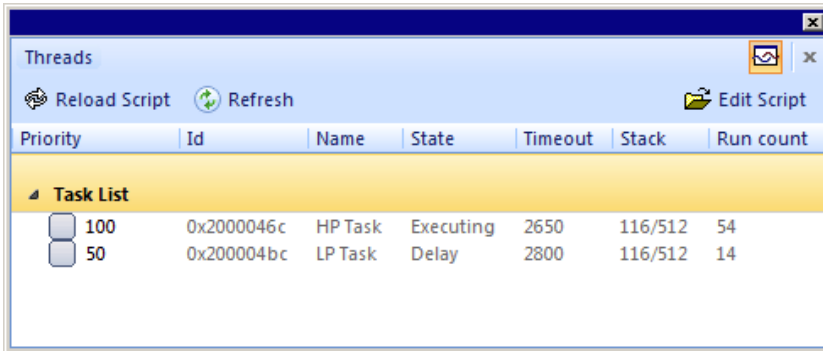 Threads
Reload Script Refresh Edit Script
Priority Id Name State Timeout Stack Run count
Task List
100 0x2000046c HP Task Executing 2650 116/512 54
50 0x200004bc LP Task Delay 2800 116/512 14